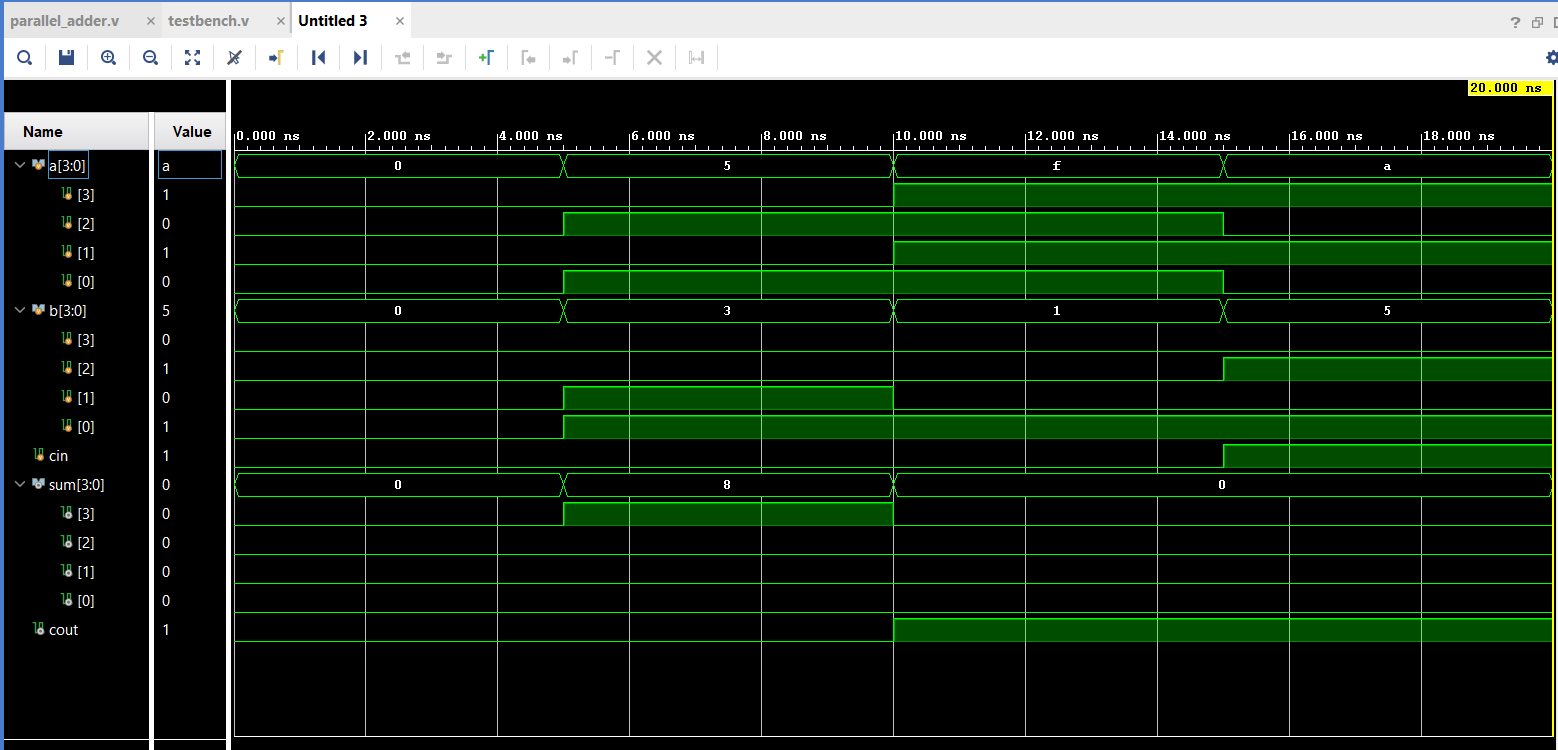 parallel_adder.v × testbench.v × Untitled 3 ×
?
20.000 ns
Name Value
0.000 ns 2.000 ns 4.000 ns 6.000 ns 8.000 ns 10.000 ns 12.000 ns 14.000 ns 16.000 ns 18.000 ns
a[3:0] a 0 5 f a
[3] 1
[2] 0
[1] 1
[0] 0
b[3:0] 5 0 3 1 5
[3] 0
[2] 1
[1] 0
[0] 1
cin 1
sum[3:0] 0 0 8 0
[3] 0
[2] 0
[1] 0
[0] 0
cout 1